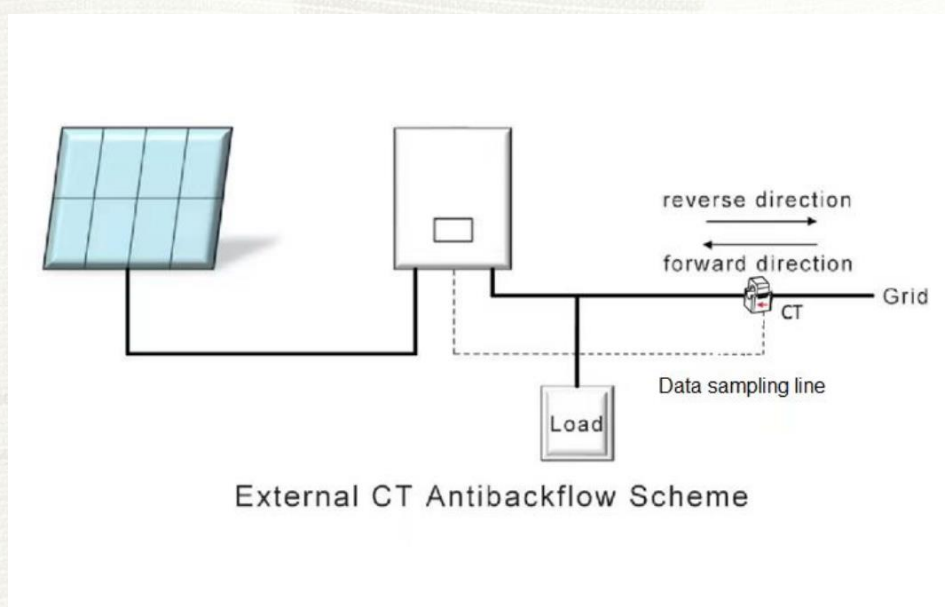 reverse direction
forward direction
Grid
CT
Data sampling line
Load
External CT Antibackflow Scheme